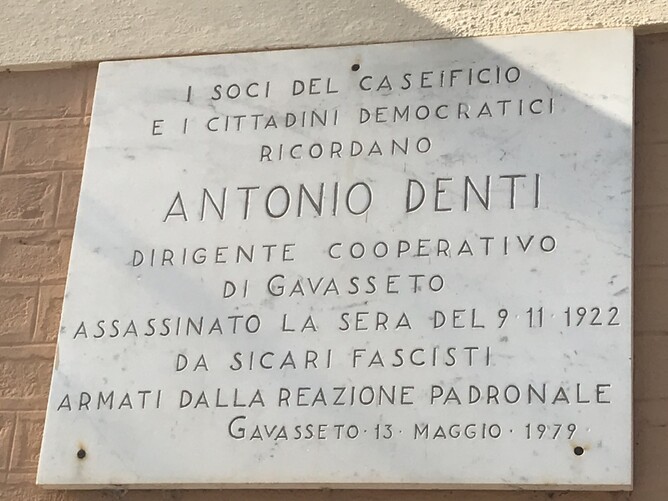 I SOCI DEL CASEIFICIO
E I CITTADINI DEMOCRATICI
RICORDANO
ANTONIO DENTI
DIRIGENTE COOPERATIVO
DI GAVASSETO
ASSASSINATO LA SERA DEL 9·11·1922
DA SICARI FASCISTI
ARMATI DALLA REAZIONE PADRONALE
GAVASSETO·13·MAGGIO·1979